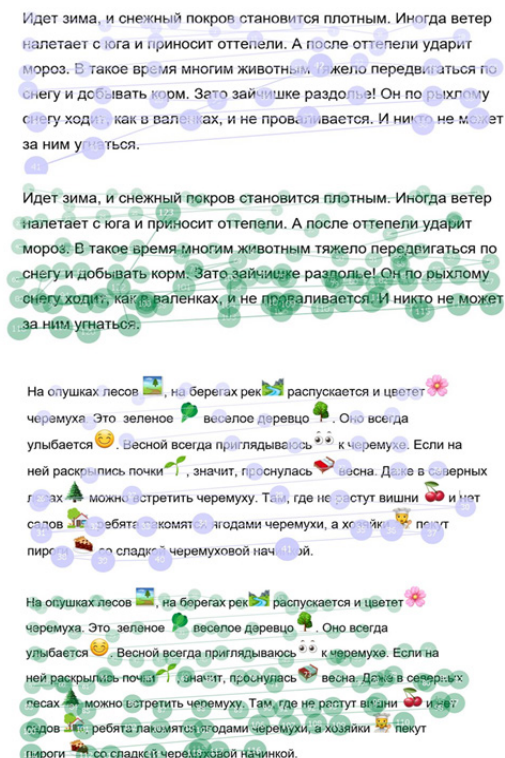 Идет зима, и снежный покров становится плотным. Иногда ветер
налетает с юга и приносит оттепели. А после оттепели ударит
мороз. В такое время многим животным тяжело передвигаться по
снегу и добывать корм. Зато зайчишке раздолье! Он по рыхлому
снегу ходит, как в валенках, и не проваливается. И никто не может
за ним угнаться.
41
Идет зима, и снежный покров становится плотным. Иногда ветер
налетает с юга и приносит оттепели. А после оттепели ударит
мороз. В такое время многим животным тяжело передвигаться по
снегу и добывать корм. Зато зайчишке раздолье! Он по рыхлому
снегу ходит, как в валенках, и не проваливается. И никто не может
за ним угнаться.
На опушках лесов , на берегах рек распускается и цветет
черемуха. Это зеленое веселое деревцо . Оно всегда
улыбается . Весной всегда приглядываюсь к черемухе. Если на
ней раскрылись почки , значит, проснулась весна. Даже в северных
лесах можно встретить черемуху. Там, где не растут вишни и нет
садов ребята лакомятся ягодами черемухи, а хозяйки пекут
пироги со сладкой черемуховой начинкой.
На опушках лесов , на берегах рек распускается и цветет
черемуха. Это зеленое веселое деревцо . Оно всегда
улыбается . Весной всегда приглядываюсь к черемухе. Если на
ней раскрылись почки , значит, проснулась весна. Даже в северных
лесах можно встретить черемуху. Там, где не растут вишни и нет
садов ребята лакомятся ягодами черемухи, а хозяйки пекут
пироги со сладкой черемуховой начинкой.